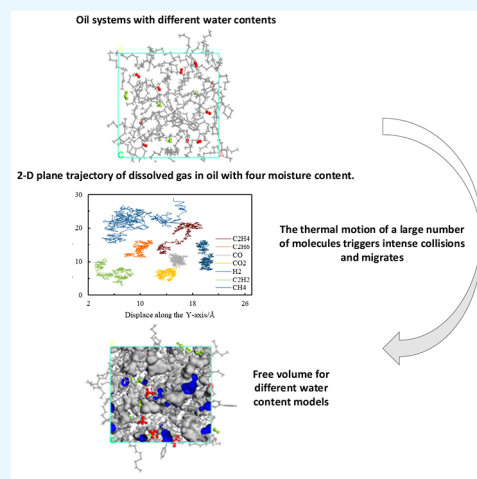 Oil systems with different water contents
C
2-D plane trajectory of dissolved gas in oil with four moisture content.
30
20
10
0
2
10
18
26
C2H4
C2H6
CO
CO2
H2
C2H2
CH4
Displace along the Y-axis/Å
The thermal motion of a large number
of molecules triggers intense collisions
and migrates
Free volume for
different water
content models